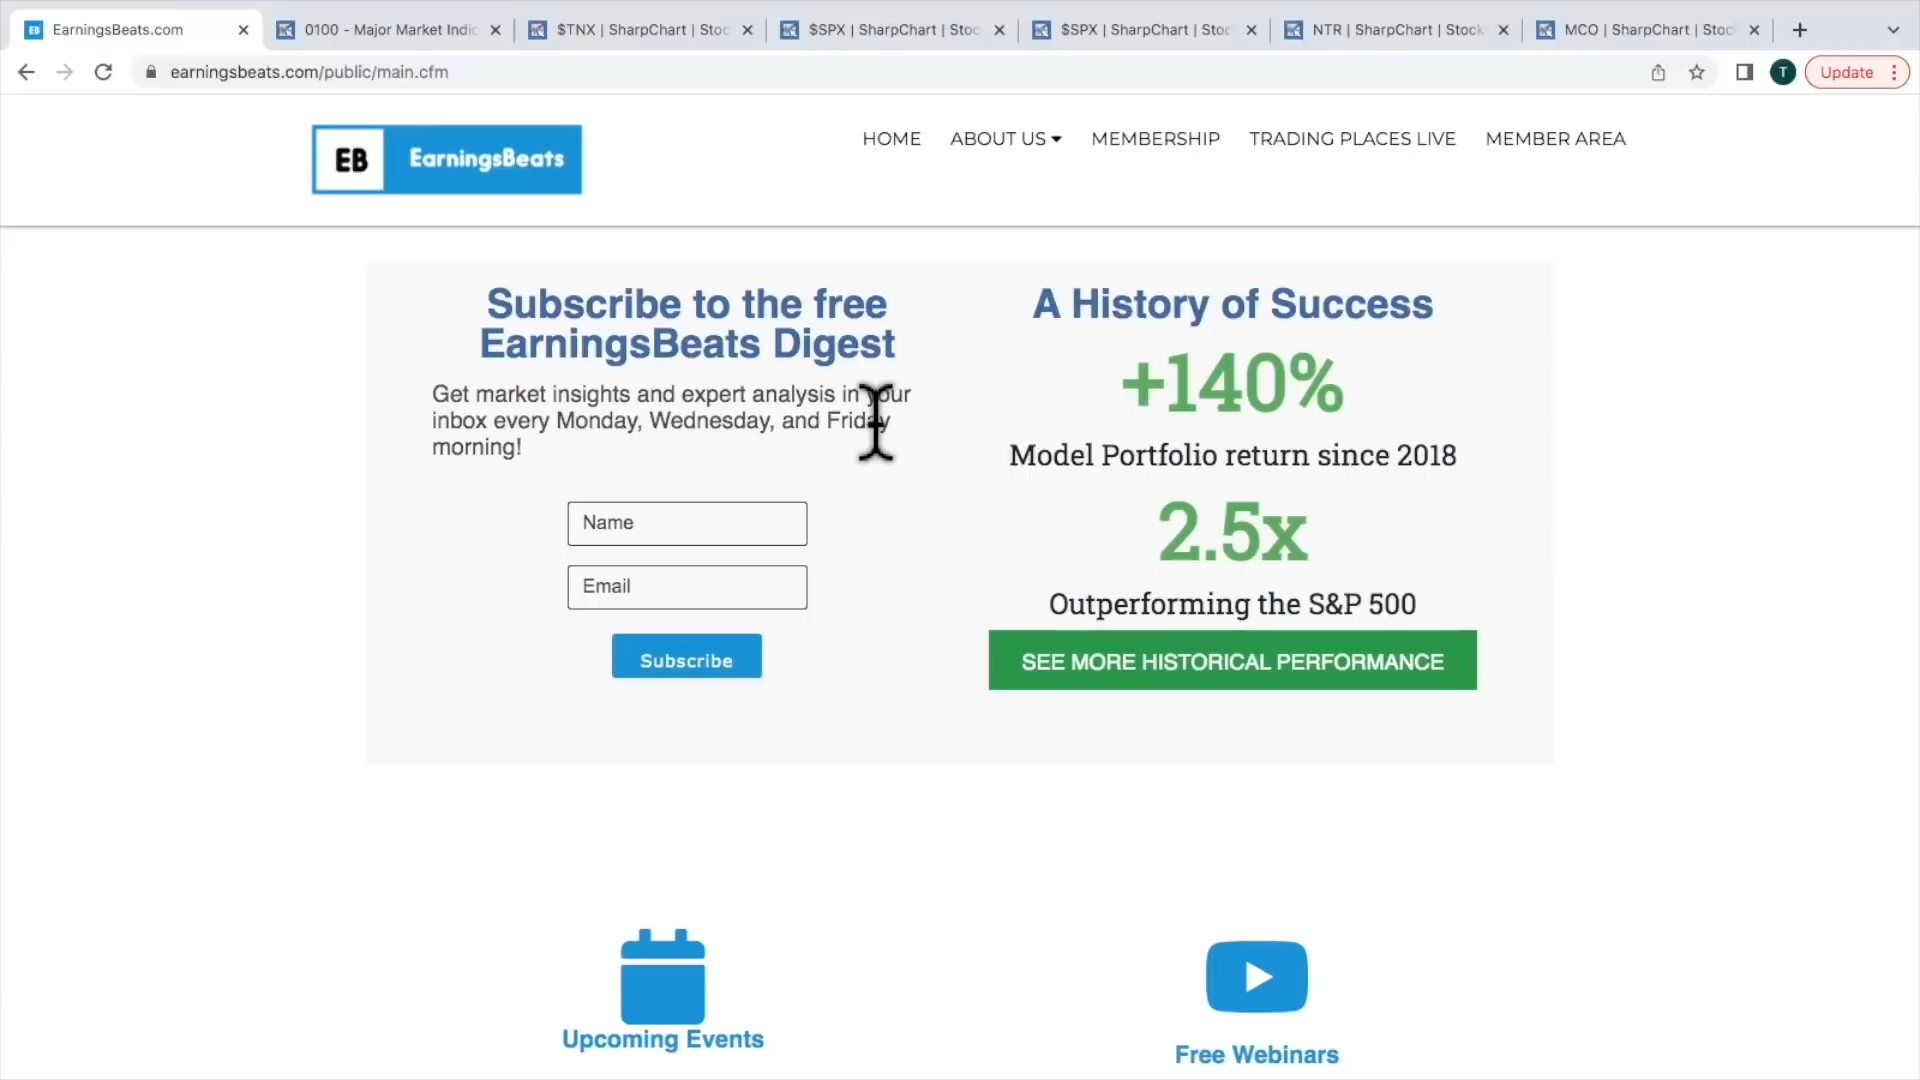 EB EarningsBeats.com
0100 - Major Market Indic
$TNX | SharpChart | Stoc
$SPX | SharpChart | Stoc
$SPX | SharpChart | Stoc
NTR | SharpChart | Stock
MCO | SharpChart | Stoc
earningsbeats.com/public/main.cfm
T
Update
EB EarningsBeats
HOME ABOUT US MEMBERSHIP TRADING PLACES LIVE MEMBER AREA
Subscribe to the free
EarningsBeats Digest
Get market insights and expert analysis in your
inbox every Monday, Wednesday, and Friday
morning!
Name
Email
Subscribe
A History of Success
+140%
Model Portfolio return since 2018
2.5x
Outperforming the S&P 500
SEE MORE HISTORICAL PERFORMANCE
Upcoming Events
Free Webinars